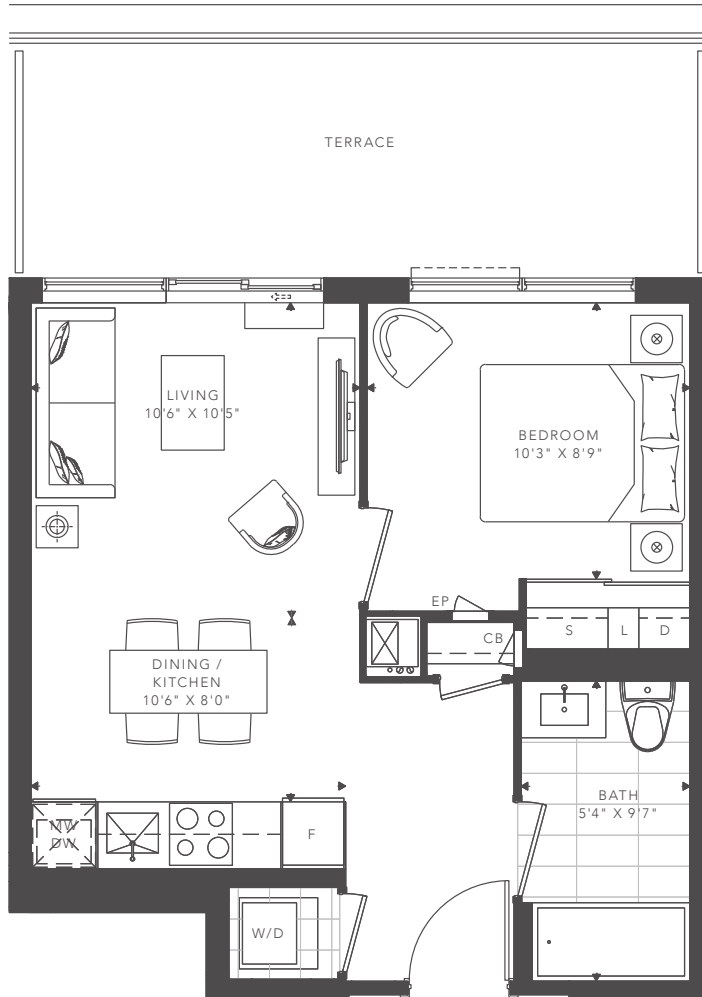 TERRACE
LIVING
10'6" X 10'5"
BEDROOM
10'3" X 8'9"
EP
CB
S
L
D
DINING /
KITCHEN
10'6" X 8'0"
BATH
5'4" X 9'7"
MW
DW
F
W/D